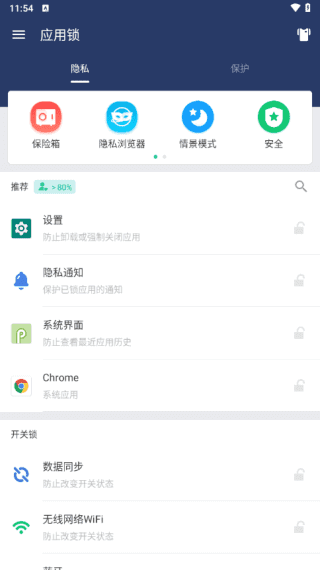 11:54 A
应用锁
隐私 保护
保险箱 隐私浏览器 情景模式 安全
推荐 >80%
设置
防止卸载或强制关闭应用
隐私通知
保护已锁应用的通知
系统界面
防止查看最近应用历史
Chrome
系统应用
开关锁
数据同步
防止改变开关状态
无线网络WiFi
防止改变开关状态
蓝牙